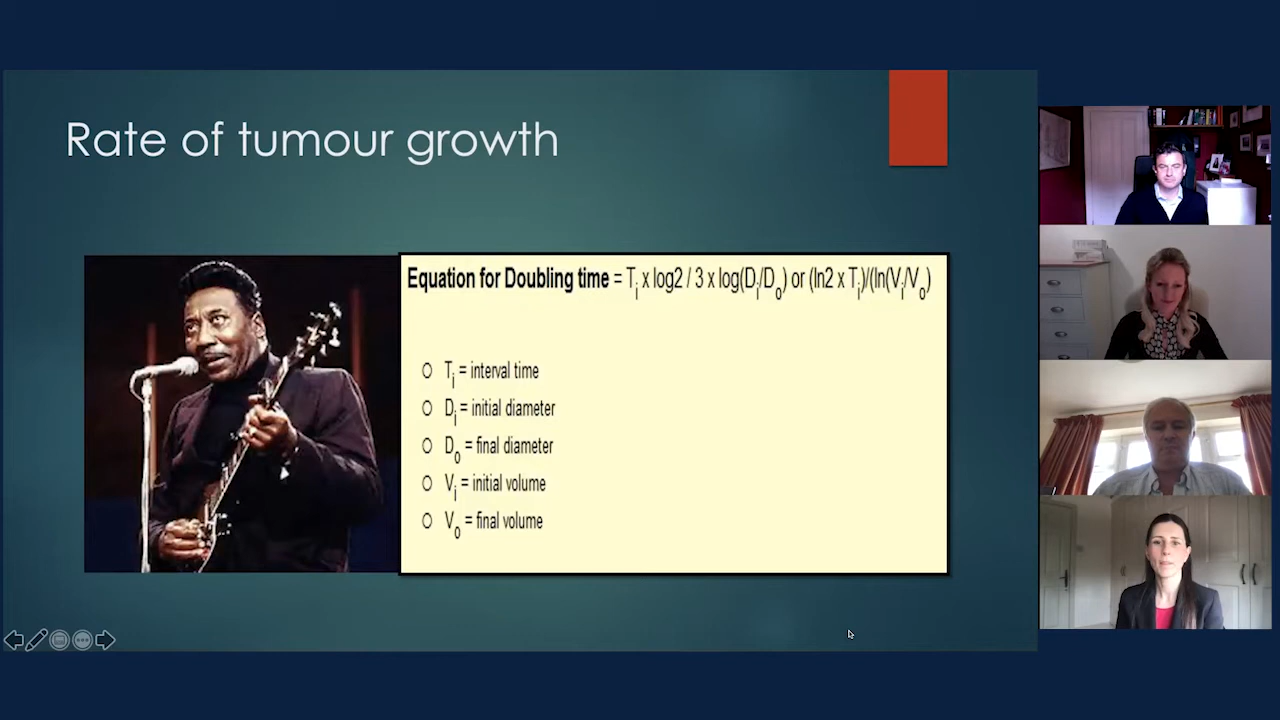 Rate of tumour growth
Equation for Doubling time = Ti x log2 / 3 x log(Di/Do) or (ln2 x Ti)/(ln(Vi/Vo)
Ti = interval time
Di = initial diameter
Do = final diameter
Vi = initial volume
Vo = final volume